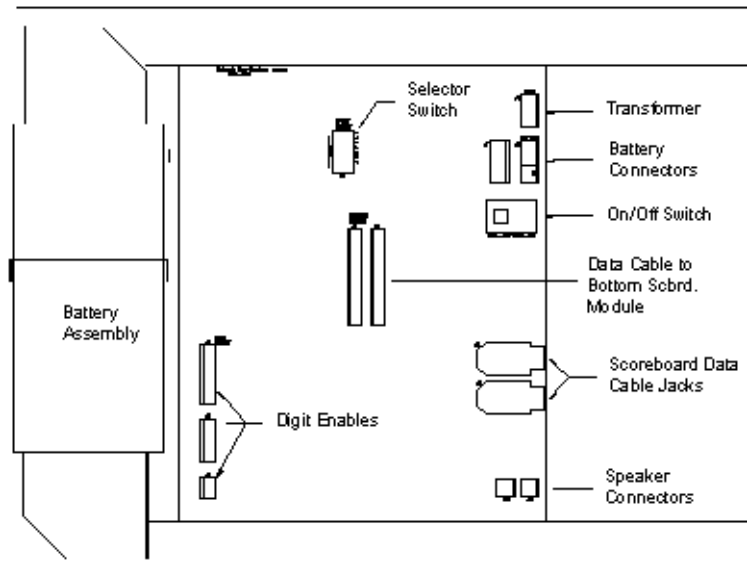 Selector
Switch
Transformer
Battery
Connectors
On/Off Switch
Data Cable to
Bottom Scbrd.
Module
Battery
Assembly
Scoreboard Data
Cable Jacks
Digit Enables
Speaker
Connectors